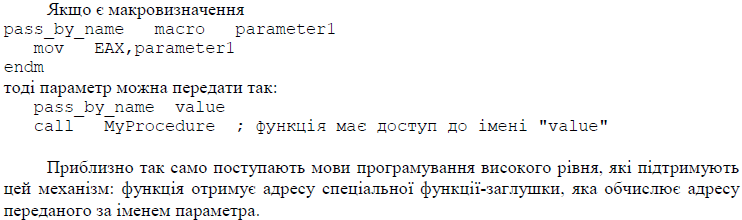 Якщо є макровизначення
pass_by_name macro parameter1
mov EAX,parameter1
endm
тоді параметр можна передати так:
pass_by_name value
call MyProcedure ; функція має доступ до імені "value"
Приблизно так само поступають мови програмування високого рівня, які підтримують
цей механізм: функція отримує адресу спеціальної функції-заглушки, яка обчислює адресу
переданого за іменем параметра.